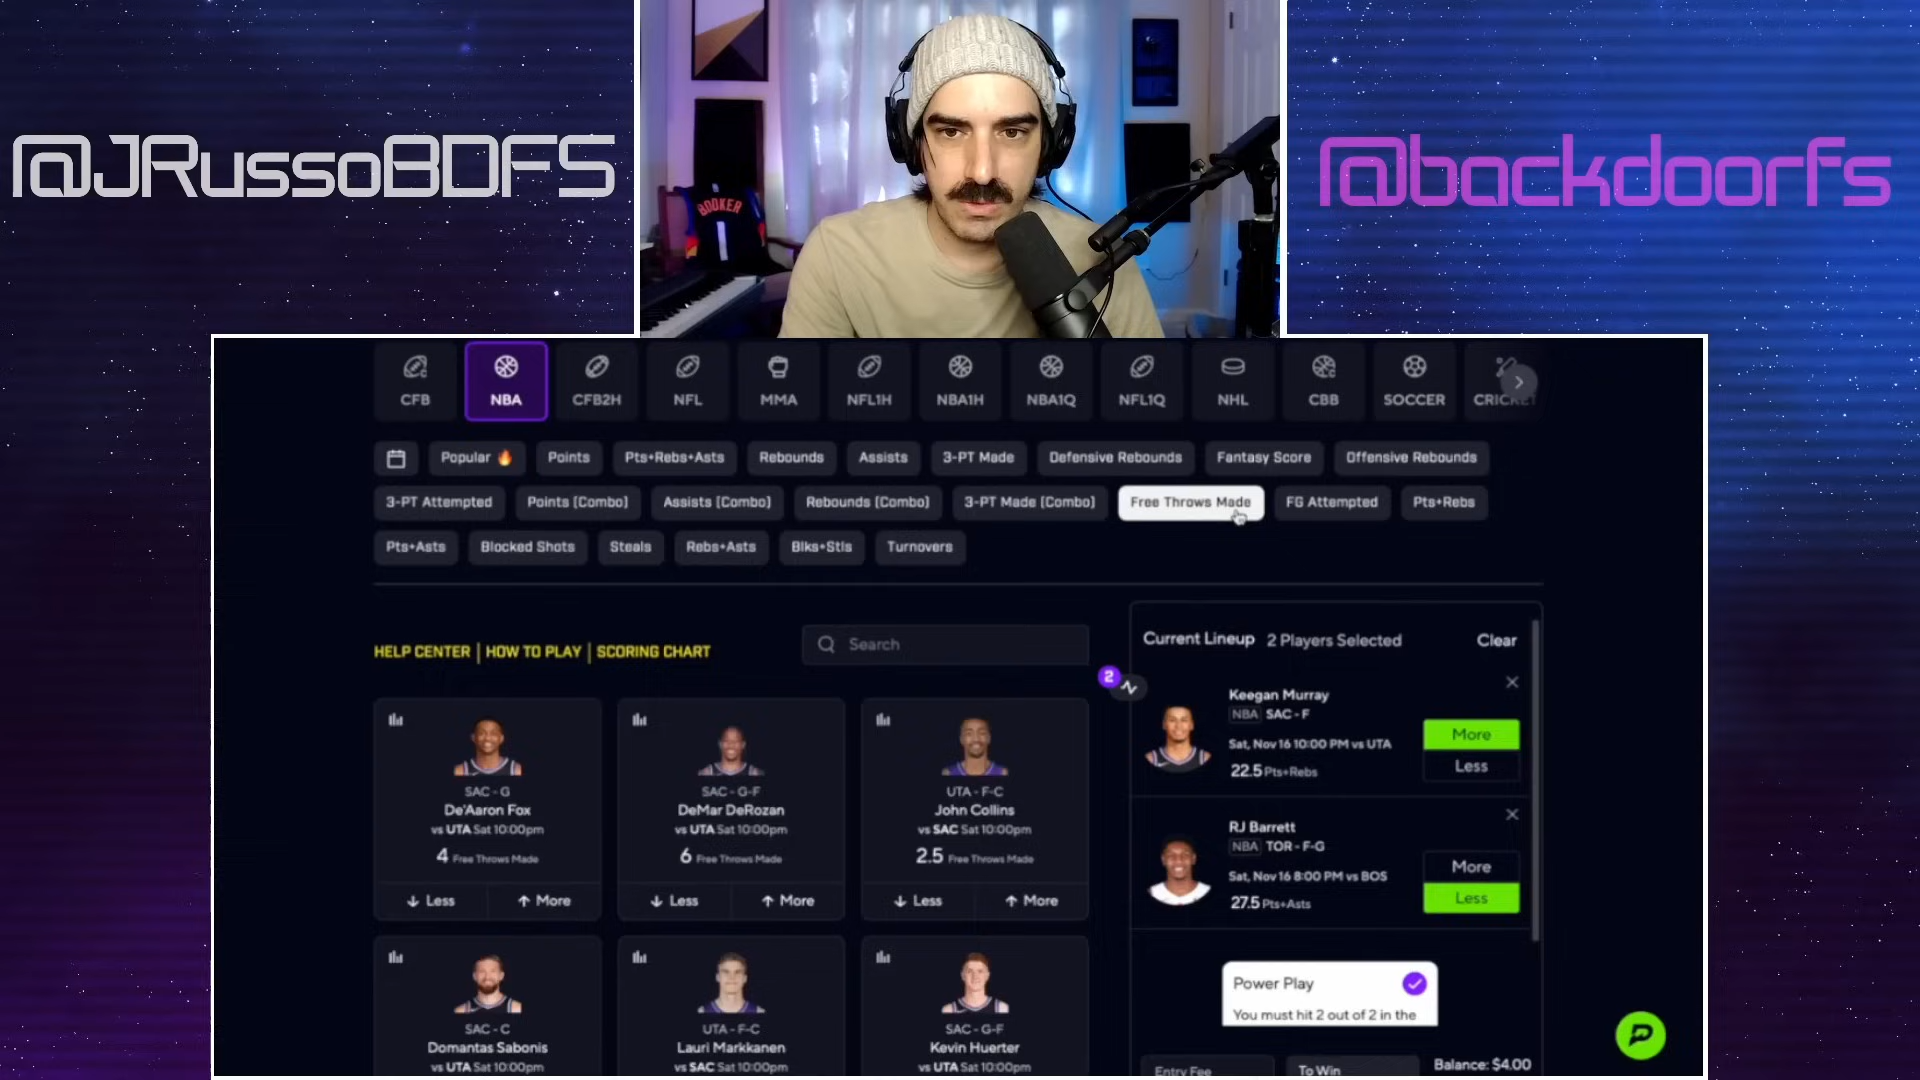 @JRussoBDFS
@backdoorfs
BOOKER
1
CFB
NBA
CFB2H
NFL
MMA
NFL1H
NBA1H
NBA1Q
NFL1Q
NHL
CBB
SOCCER
CRICKET
Popular
Points
Pts+Rebs+Asts
Rebounds
Assists
3-PT Made
Defensive Rebounds
Fantasy Score
Offensive Rebounds
3-PT Attempted
Points (Combo)
Assists (Combo)
Rebounds (Combo)
3-PT Made (Combo)
Free Throws Made
FG Attempted
Pts+Rebs
Pts+Asts
Blocked Shots
Steals
Rebs+Asts
Blks+Stls
Turnovers
HELP CENTER | HOW TO PLAY | SCORING CHART
Search
SAC - G
De'Aaron Fox
vs UTA Sat 10:00pm
4 Free Throws Made
Less
More
SAC - G-F
DeMar DeRozan
vs UTA Sat 10:00pm
6 Free Throws Made
Less
More
UTA - F-C
John Collins
vs SAC Sat 10:00pm
2.5 Free Throws Made
Less
More
SAC - C
Domantas Sabonis
vs UTA Sat 10:00pm
UTA - F-C
Lauri Markkanen
vs SAC Sat 10:00pm
SAC - G-F
Kevin Huerter
vs UTA Sat 10:00pm
2
Current Lineup 2 Players Selected
Clear
Keegan Murray
NBA SAC - F
Sat, Nov 16 10:00 PM vs UTA
22.5 Pts+Rebs
More
Less
RJ Barrett
NBA TOR - F-G
Sat, Nov 16 8:00 PM vs BOS
27.5 Pts+Asts
More
Less
Power Play
You must hit 2 out of 2 in the
Entry Fee
To Win
Balance: $4.00
P